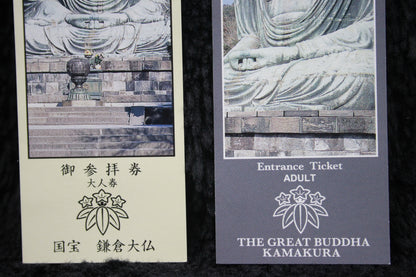 御参拝券
大人券
国宝 鎌倉大仏
Entrance Ticket
ADULT
THE GREAT BUDDHA
KAMAKURA